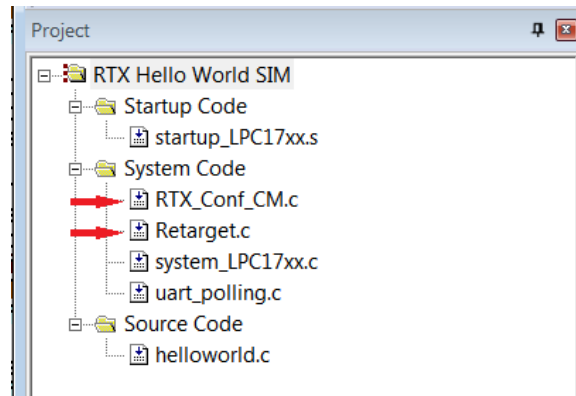 Project
RTX Hello World SIM
Startup Code
startup_LPC17xx.s
System Code
RTX_Conf_CM.c
Retarget.c
system_LPC17xx.c
uart_polling.c
Source Code
helloworld.c